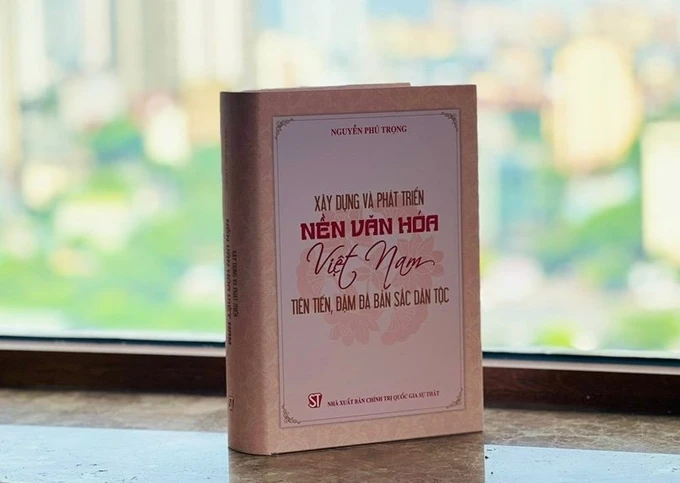 NGUYỄN PHÚ TRỌNG
XÂY DỰNG VÀ PHÁT TRIỂN
NỀN VĂN HÓA
Việt Nam
TIÊN TIẾN, ĐẬM ĐÀ BẢN SẮC DÂN TỘC
ST
NHÀ XUẤT BẢN CHÍNH TRỊ QUỐC GIA SỰ THẬT